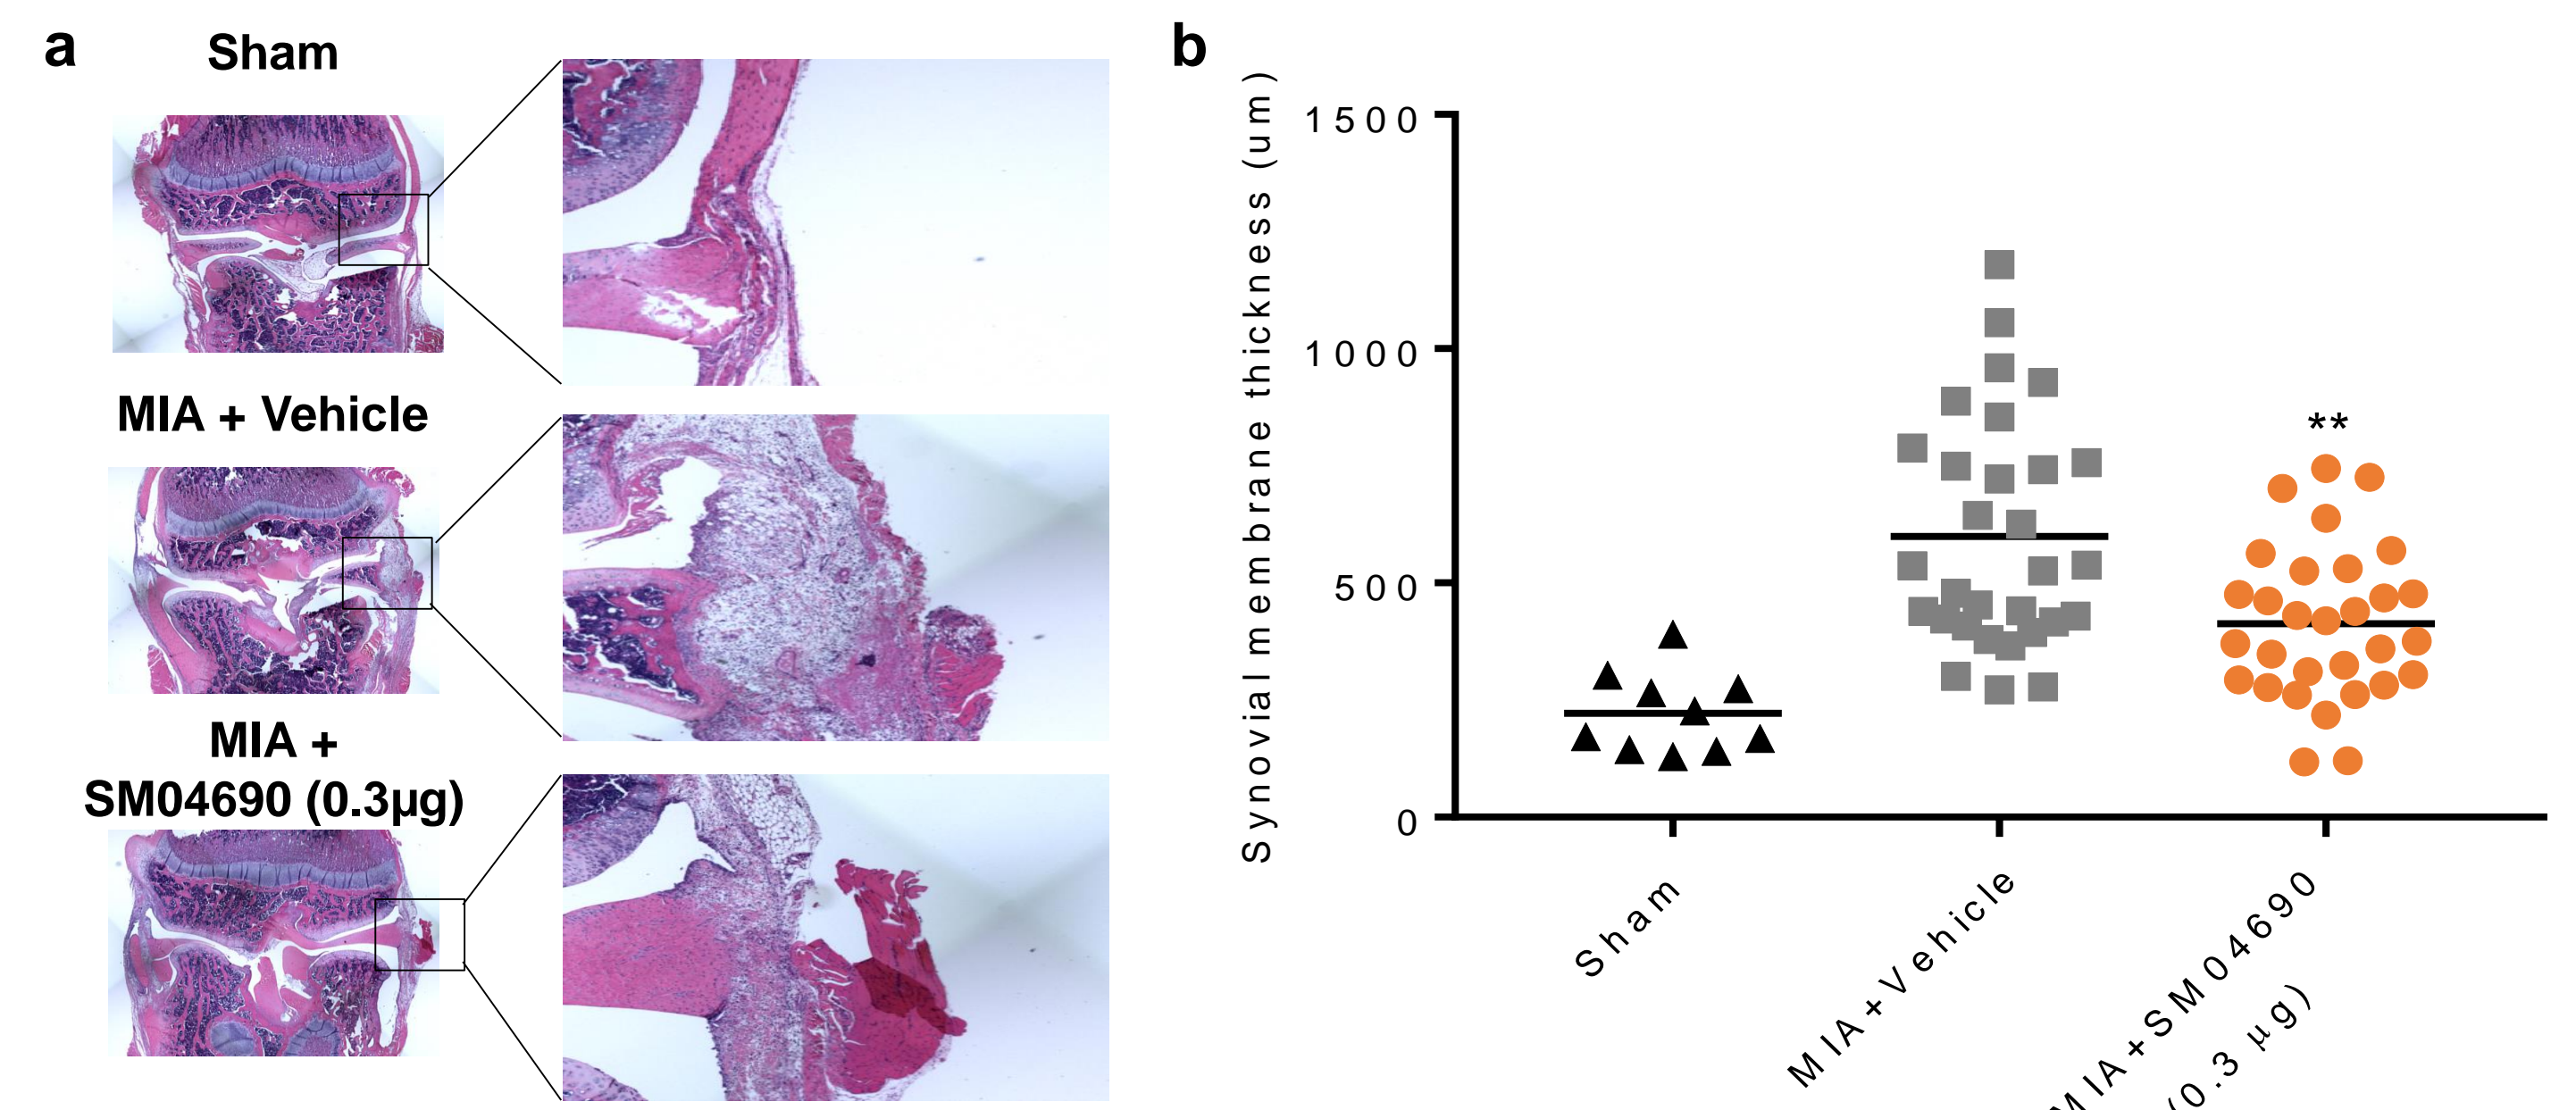 a
Sham
MIA + Vehicle
MIA +
SM04690 (0.3µg)
b
Synovial membrane thickness (um)
1500
1000
500
0
**
Sham
MIA+Vehicle
MIA+SM04690
(0.3 µg)